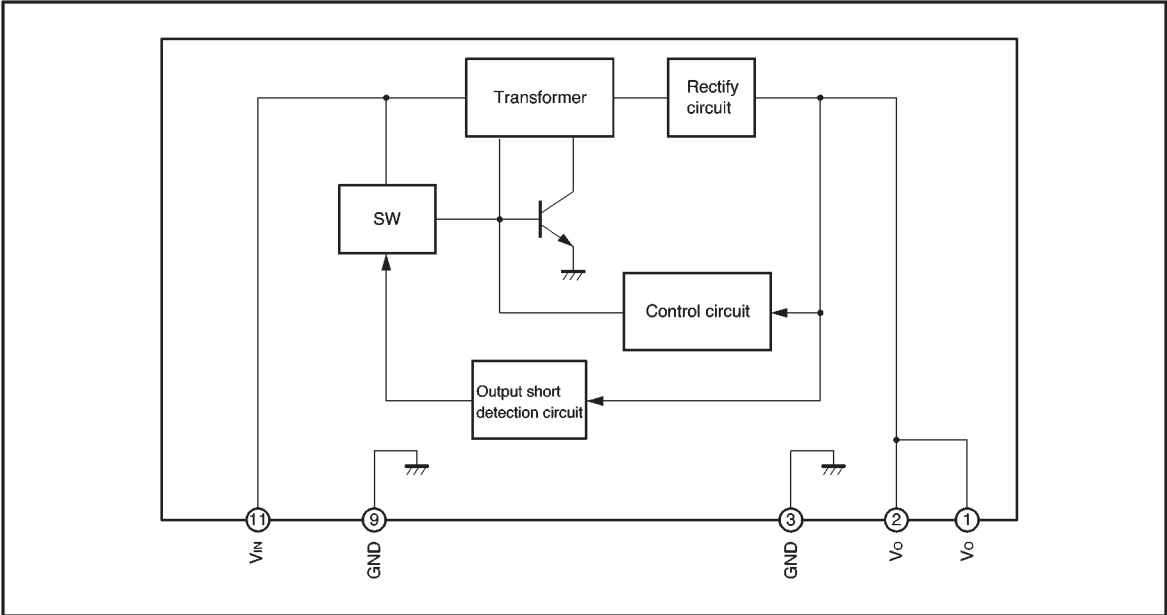 Transformer
Rectify
circuit
SW
Control circuit
Output short
detection circuit
11
9
3
2
1
VIN
GND
GND
VO
VO